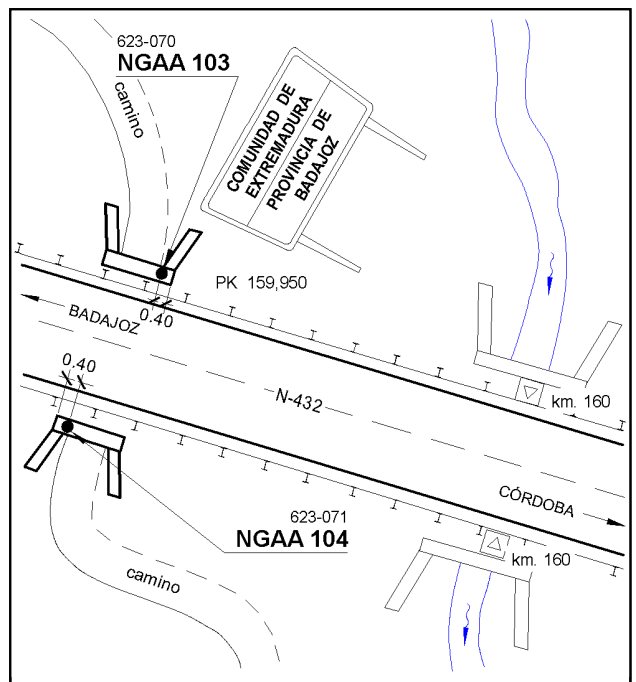 623-070
NGAA 103
camino
COMUNIDAD DE
EXTREMADURA
PROVINCIA DE
BADAJOZ
PK 159,950
BADAJOZ
0.40
0.40
N-432
km. 160
CÓRDOBA
623-071
NGAA 104
km. 160
camino